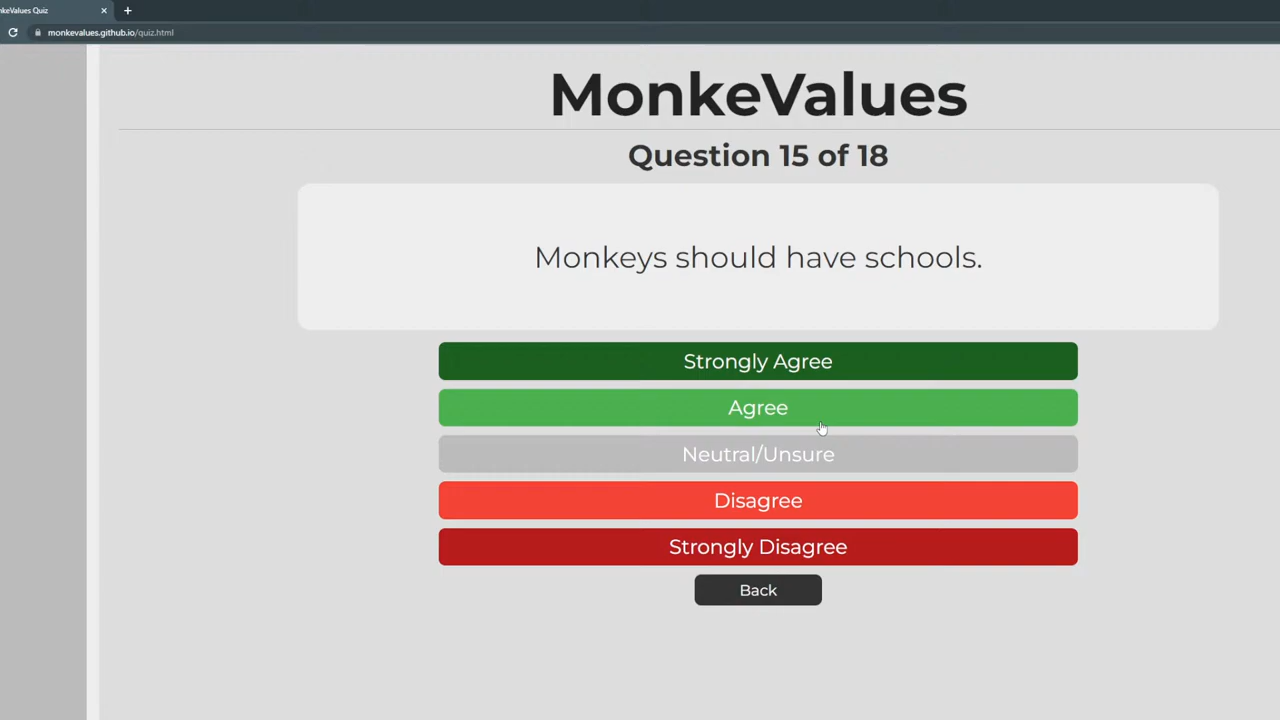 keValues Quiz
monkevalues.github.io/quiz.html
MonkeValues
Question 15 of 18
Monkeys should have schools.
Strongly Agree
Agree
Neutral/Unsure
Disagree
Strongly Disagree
Back